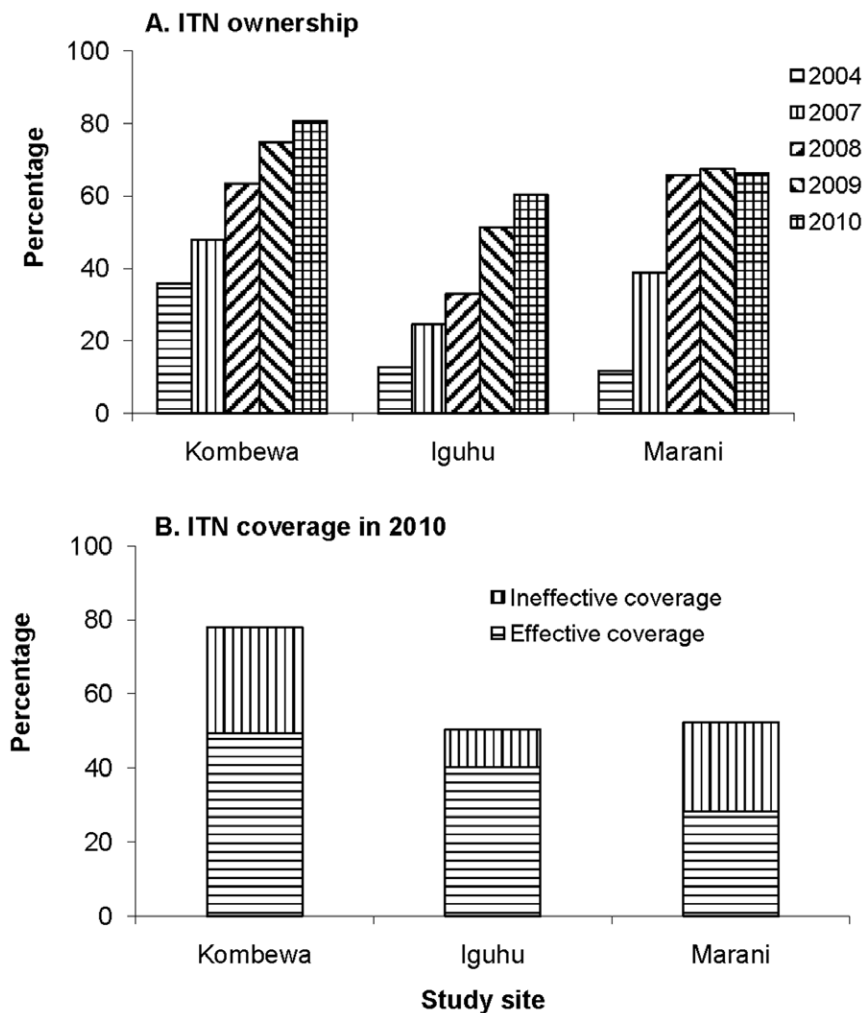 A. ITN ownership
Percentage
100
80
60
40
20
0
2004
2007
2008
2009
2010
Kombewa
Iguhu
Marani
B. ITN coverage in 2010
Percentage
100
80
60
40
20
0
Ineffective coverage
Effective coverage
Kombewa
Iguhu
Marani
Study site